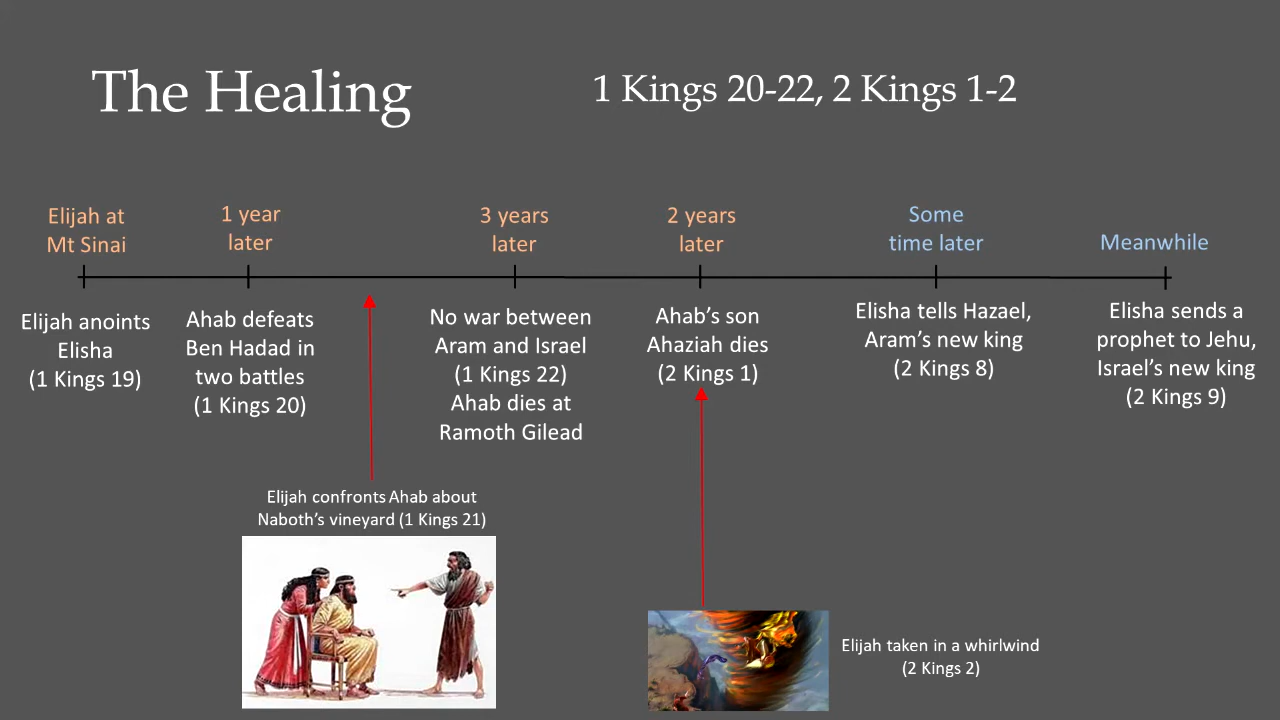 The Healing
1 Kings 20-22, 2 Kings 1-2
Elijah at
Mt Sinai
1 year
later
3 years
later
2 years
later
Some
time later
Meanwhile
Elijah anoints
Elisha
(1 Kings 19)
Ahab defeats
Ben Hadad in
two battles
(1 Kings 20)
No war between
Aram and Israel
(1 Kings 22)
Ahab dies at
Ramoth Gilead
Ahab's son
Ahaziah dies
(2 Kings 1)
Elisha tells Hazael,
Aram's new king
(2 Kings 8)
Elisha sends a
prophet to Jehu,
Israel's new king
(2 Kings 9)
Elijah confronts Ahab about
Naboth's vineyard (1 Kings 21)
Elijah taken in a whirlwind
(2 Kings 2)